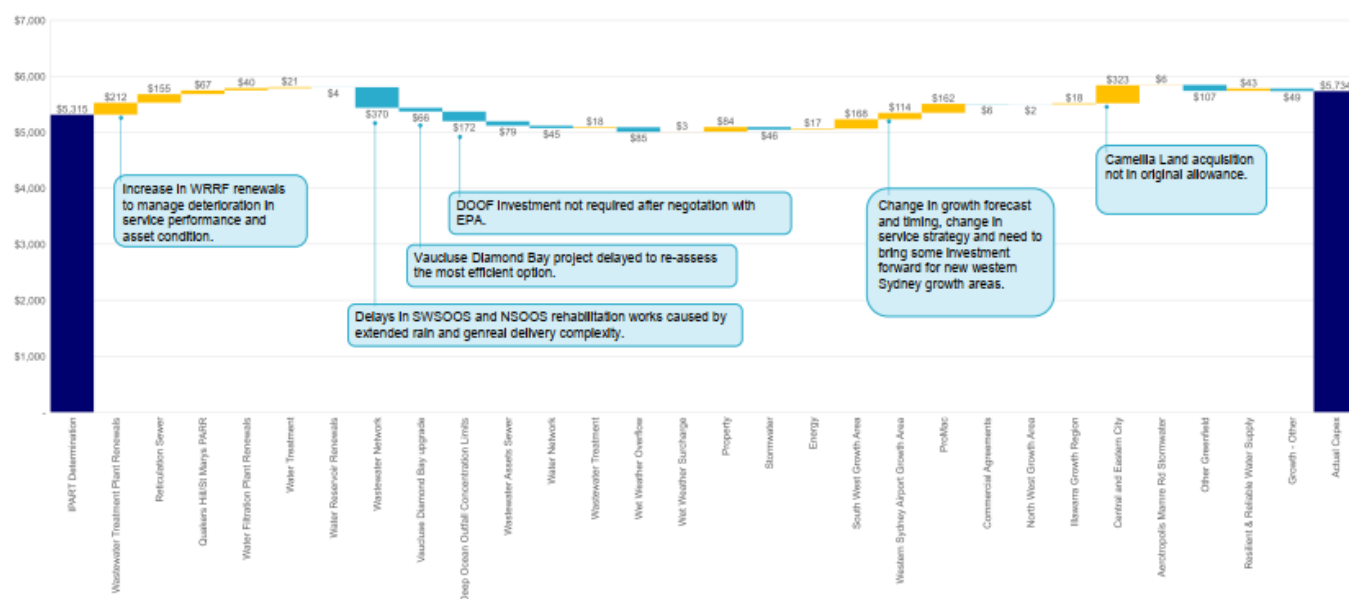 $7,000
$6,000
$5,000
$4,000
$3,000
$2,000
$1,000
-
$5,315
$212
$155
$67
$40
$21
$4
$370
$66
$172
$79
$45
$18
$85
$3
$84
$46
$17
$168
$114
$162
$6
$2
$18
$323
$6
$107
$43
$49
$5,734
Increase in WRRF renewals
to manage deterioration in
service performance and
asset condition.
DOOF Investment not required after negotation with
EPA.
Vaucluse Diamond Bay project delayed to re-assess
the most efficient option.
Delays in SWSOOS and NSOOS rehabilitation works caused by
extended rain and genreal delivery complexity.
Change in growth forecast
and timing, change in
service strategy and need to
bring some investment
forward for new western
Sydney growth areas.
Camellia Land acquisition
not in original allowance.
IPART Determination
Wastewater Treatment Plant Renewals
Reticulation Sewer
Quakers Hill/St Marys PARR
Water Filtration Plant Renewals
Water Treatment
Water Reservoir Renewals
Wastewater Network
Vaucluse Diamond Bay upgrade
Deep Ocean Outfall Concentration Limits
Wastewater Assets Sewer
Water Network
Wastewater Treatment
Wet Weather Overflow
Wet Weather Surcharge
Property
Stormwater
Energy
South West Growth Area
Western Sydney Airport Growth Area
ProMac
Commercial Agreements
North West Growth Area
Illawarra Growth Region
Central and Eastern City
Aerotropolis Mamre Rd Stormwater
Other Greenfield
Resilient & Reliable Water Supply
Growth - Other
Actual Capex